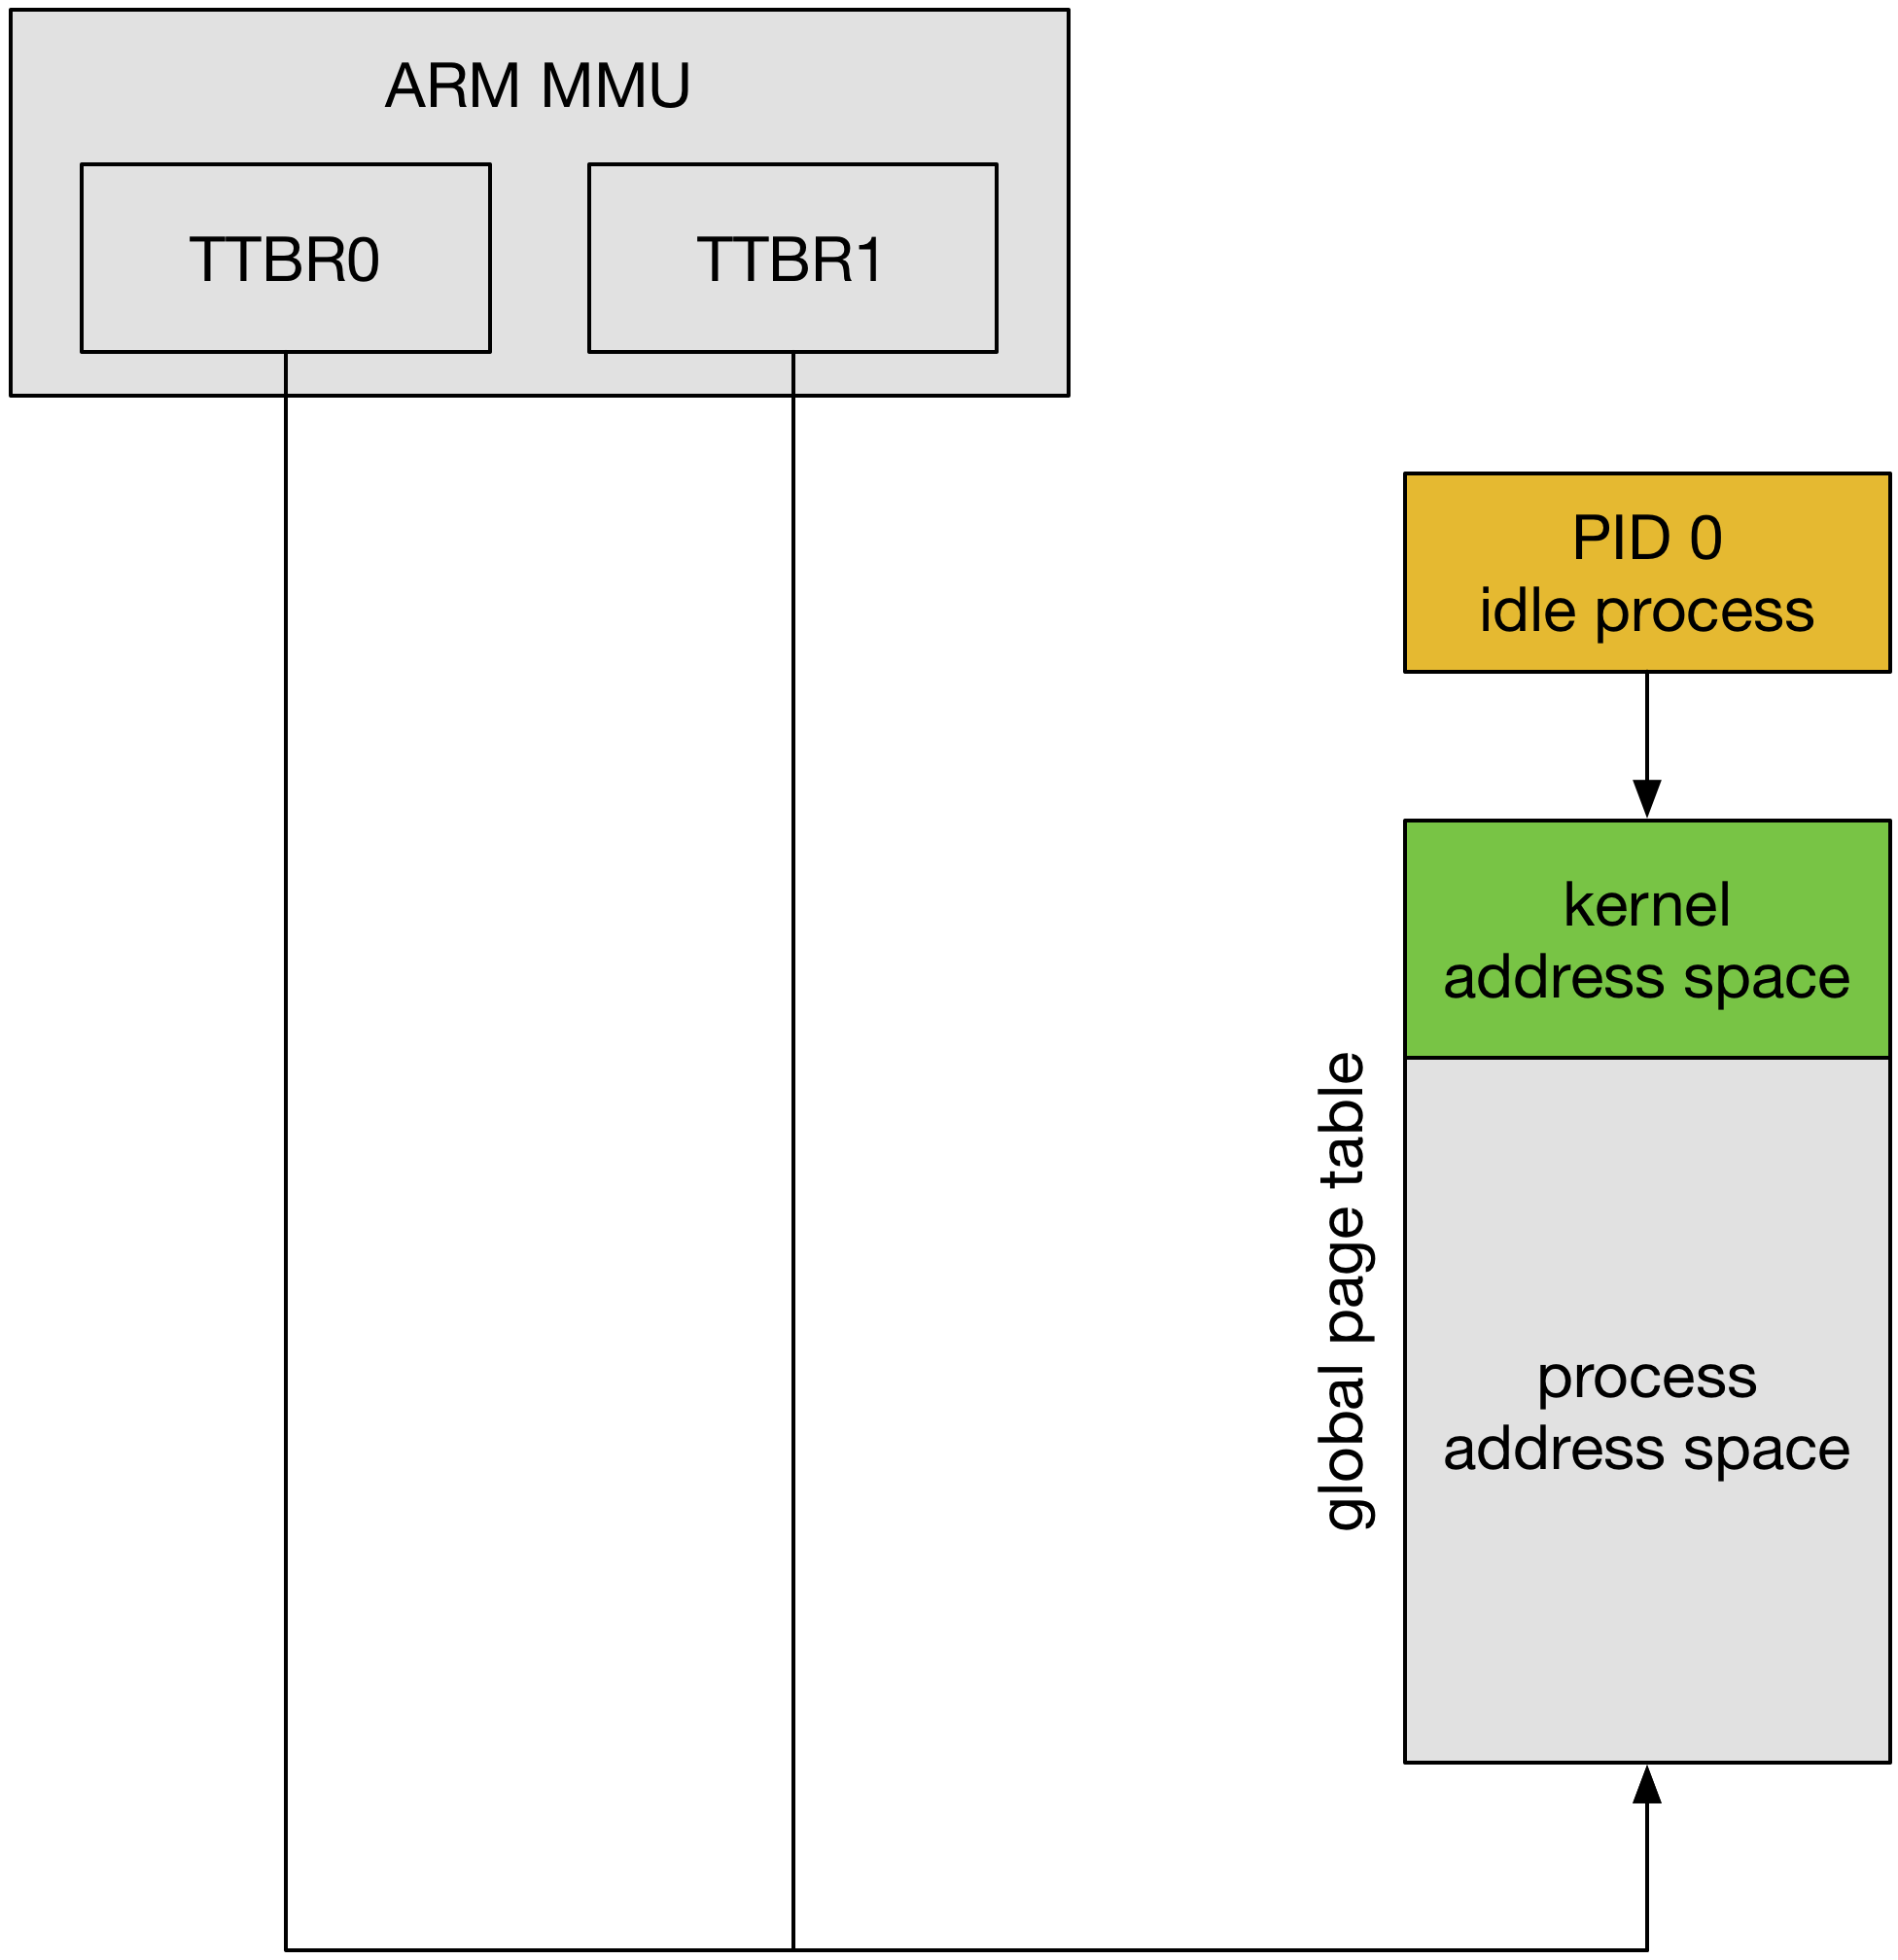 ARM MMU
TTBR0
TTBR1
PID 0
idle process
kernel
address space
global page table
process
address space